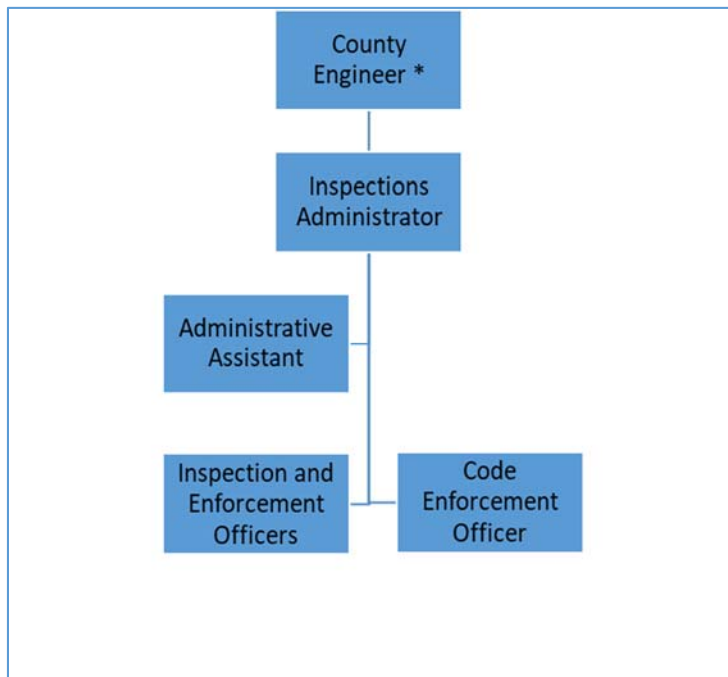 County
Engineer *
Inspections
Administrator
Administrative
Assistant
Inspection and
Enforcement
Officers
Code
Enforcement
Officer